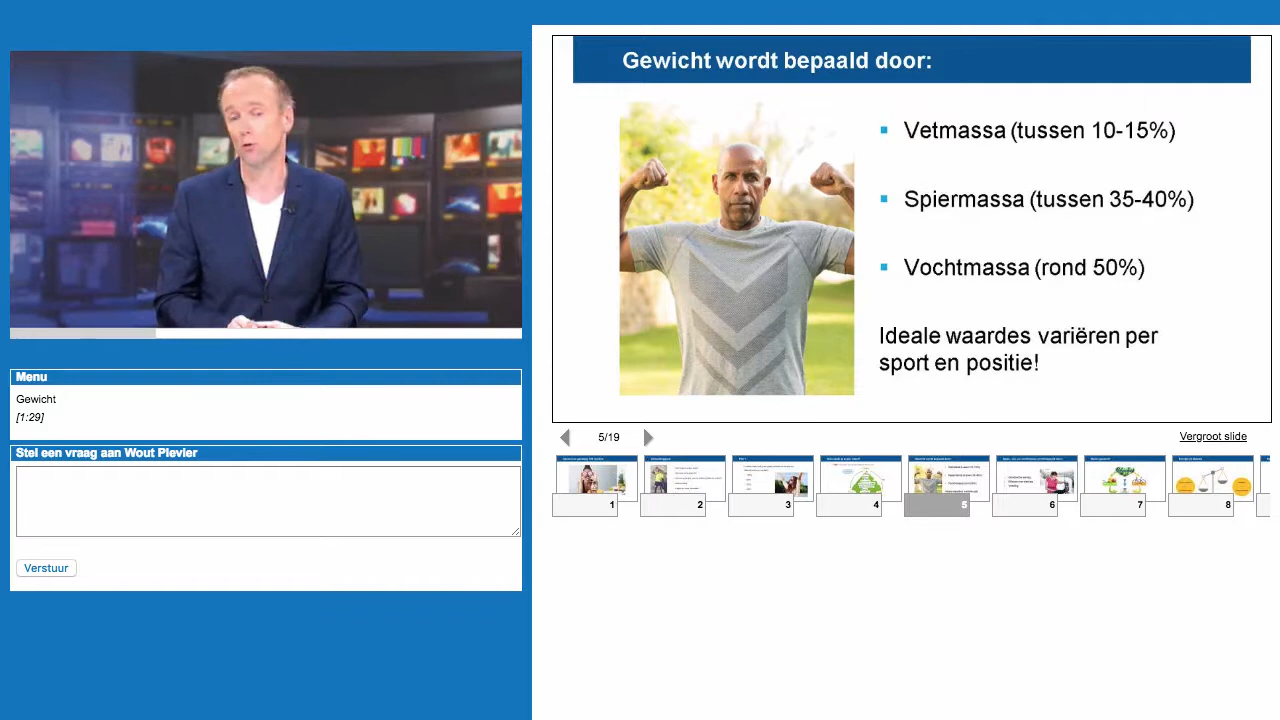 Gewicht wordt bepaald door:
Vetmassa (tussen 10-15%)
Spiermassa (tussen 35-40%)
Vochtmassa (rond 50%)
Ideale waardes variëren per
sport en positie!
Menu
Gewicht
[1:29]
Stel een vraag aan Wout Plevier
Verstuur
5/19
Vergroot slide
1
2
3
4
5
6
7
8